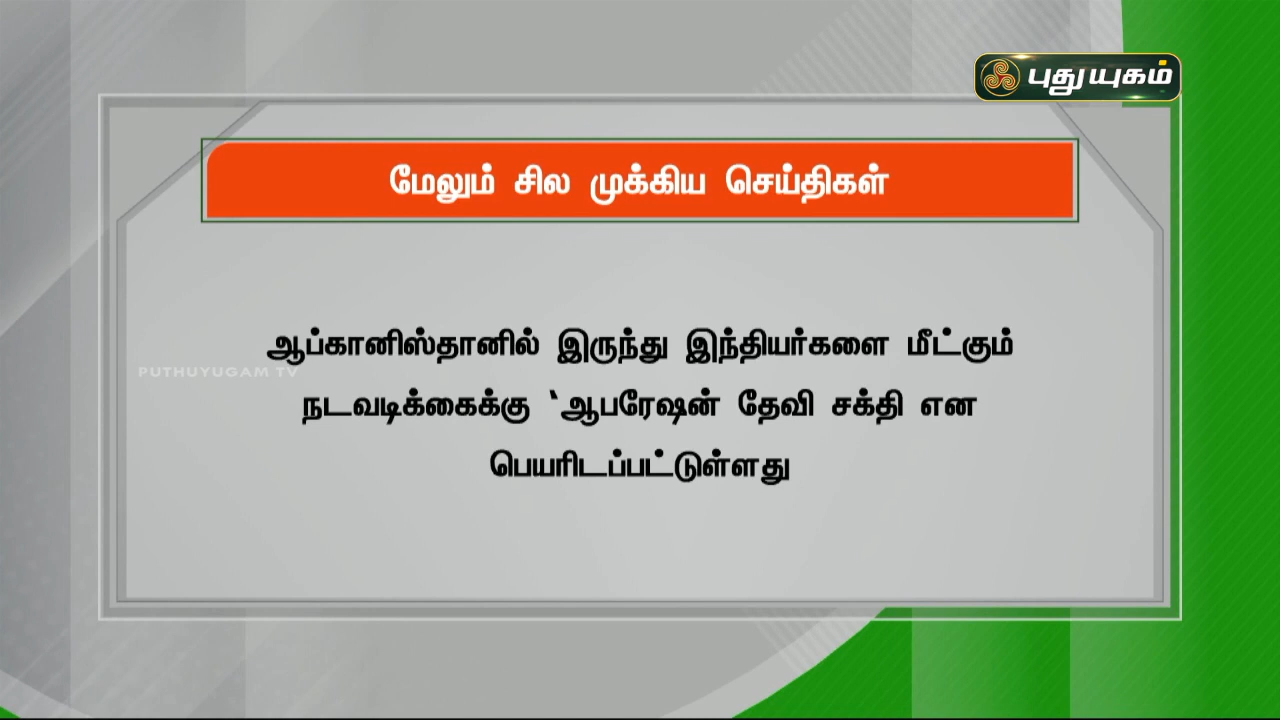 புதுயுகம்
மேலும் சில முக்கிய செய்திகள்
ஆப்கானிஸ்தானில் இருந்து இந்தியர்களை மீட்கும்
PUTHUYUGAM TV
நடவடிக்கைக்கு `ஆபரேஷன் தேவி சக்தி என
பெயரிடப்பட்டுள்ளது